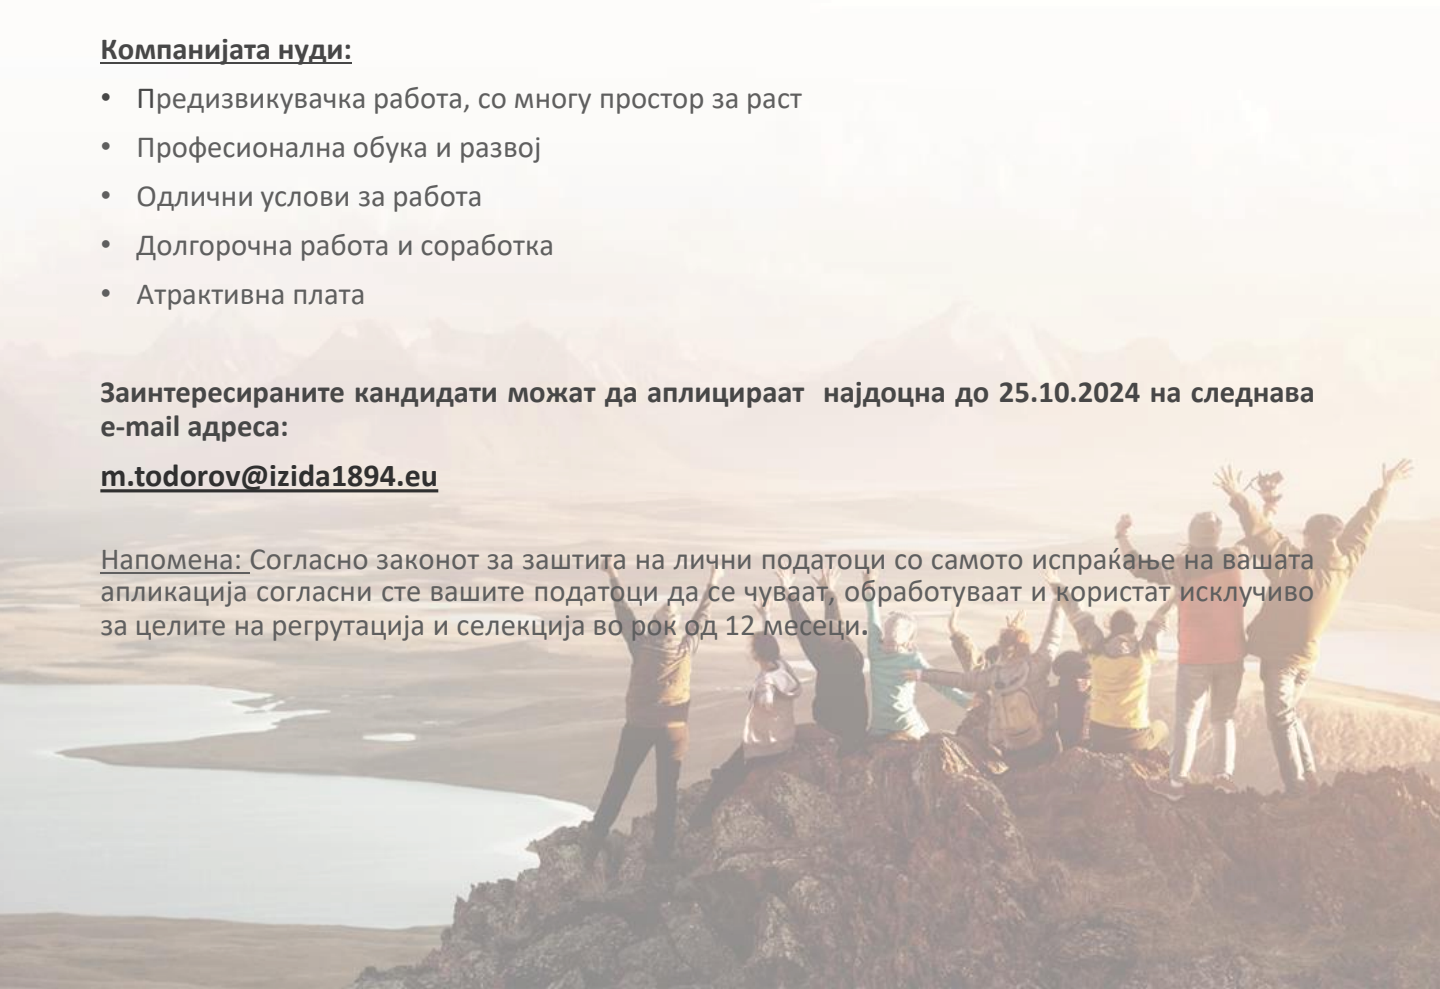 Компанијата нуди:
• Предизвикувачка работа, со многу простор за раст
• Професионална обука и развој
• Одлични услови за работа
• Долгорочна работа и соработка
• Атрактивна плата
Заинтересираните кандидати можат да аплицираат најдоцна до 25.10.2024 на следнава
e-mail адреса:
m.todorov@izida1894.eu
Напомена: Согласно законот за заштита на лични податоци со самото испраќање на вашата
апликација согласни сте вашите податоци да се чуваат, обработуваат и користат исклучиво
за целите на регрутација и селекција во рок од 12 месеци.